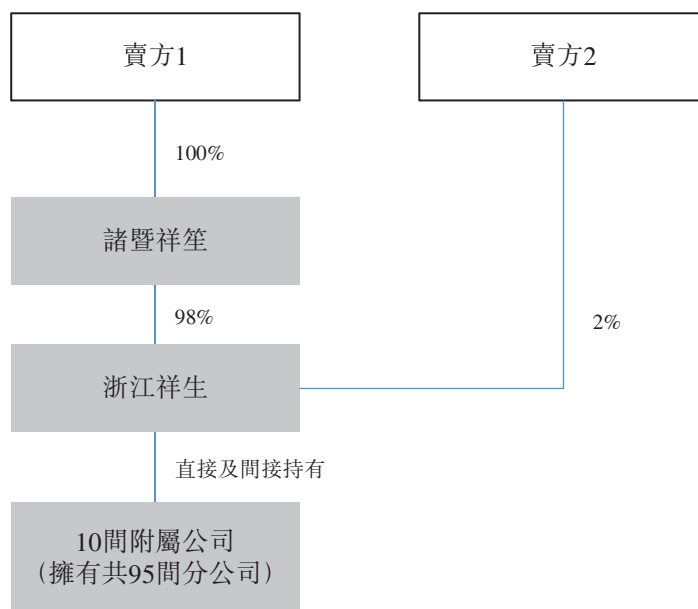 賣方1
賣方2
100%
諸暨祥笙
98%
2%
浙江祥生
直接及間接持有
10間附屬公司
（擁有共95間分公司）